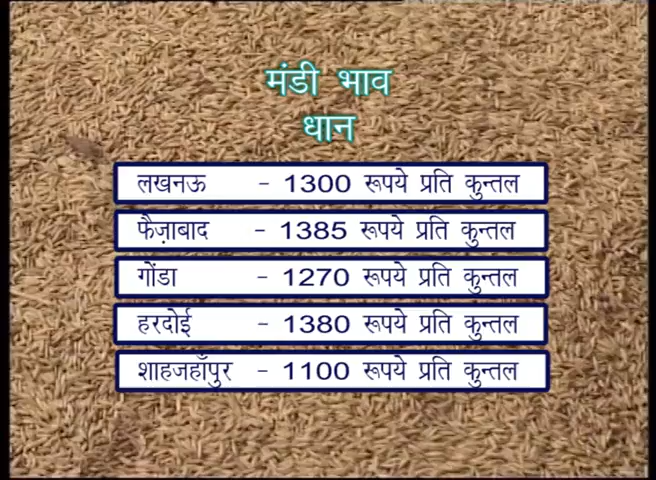 मंडी भाव
धान
लखनऊ - 1300 रूपये प्रति कुन्तल
फैज़ाबाद - 1385 रूपये प्रति कुन्तल
गोंडा - 1270 रूपये प्रति कुन्तल
हरदोई - 1380 रूपये प्रति कुन्तल
शाहजहाँपुर - 1100 रूपये प्रति कुन्तल